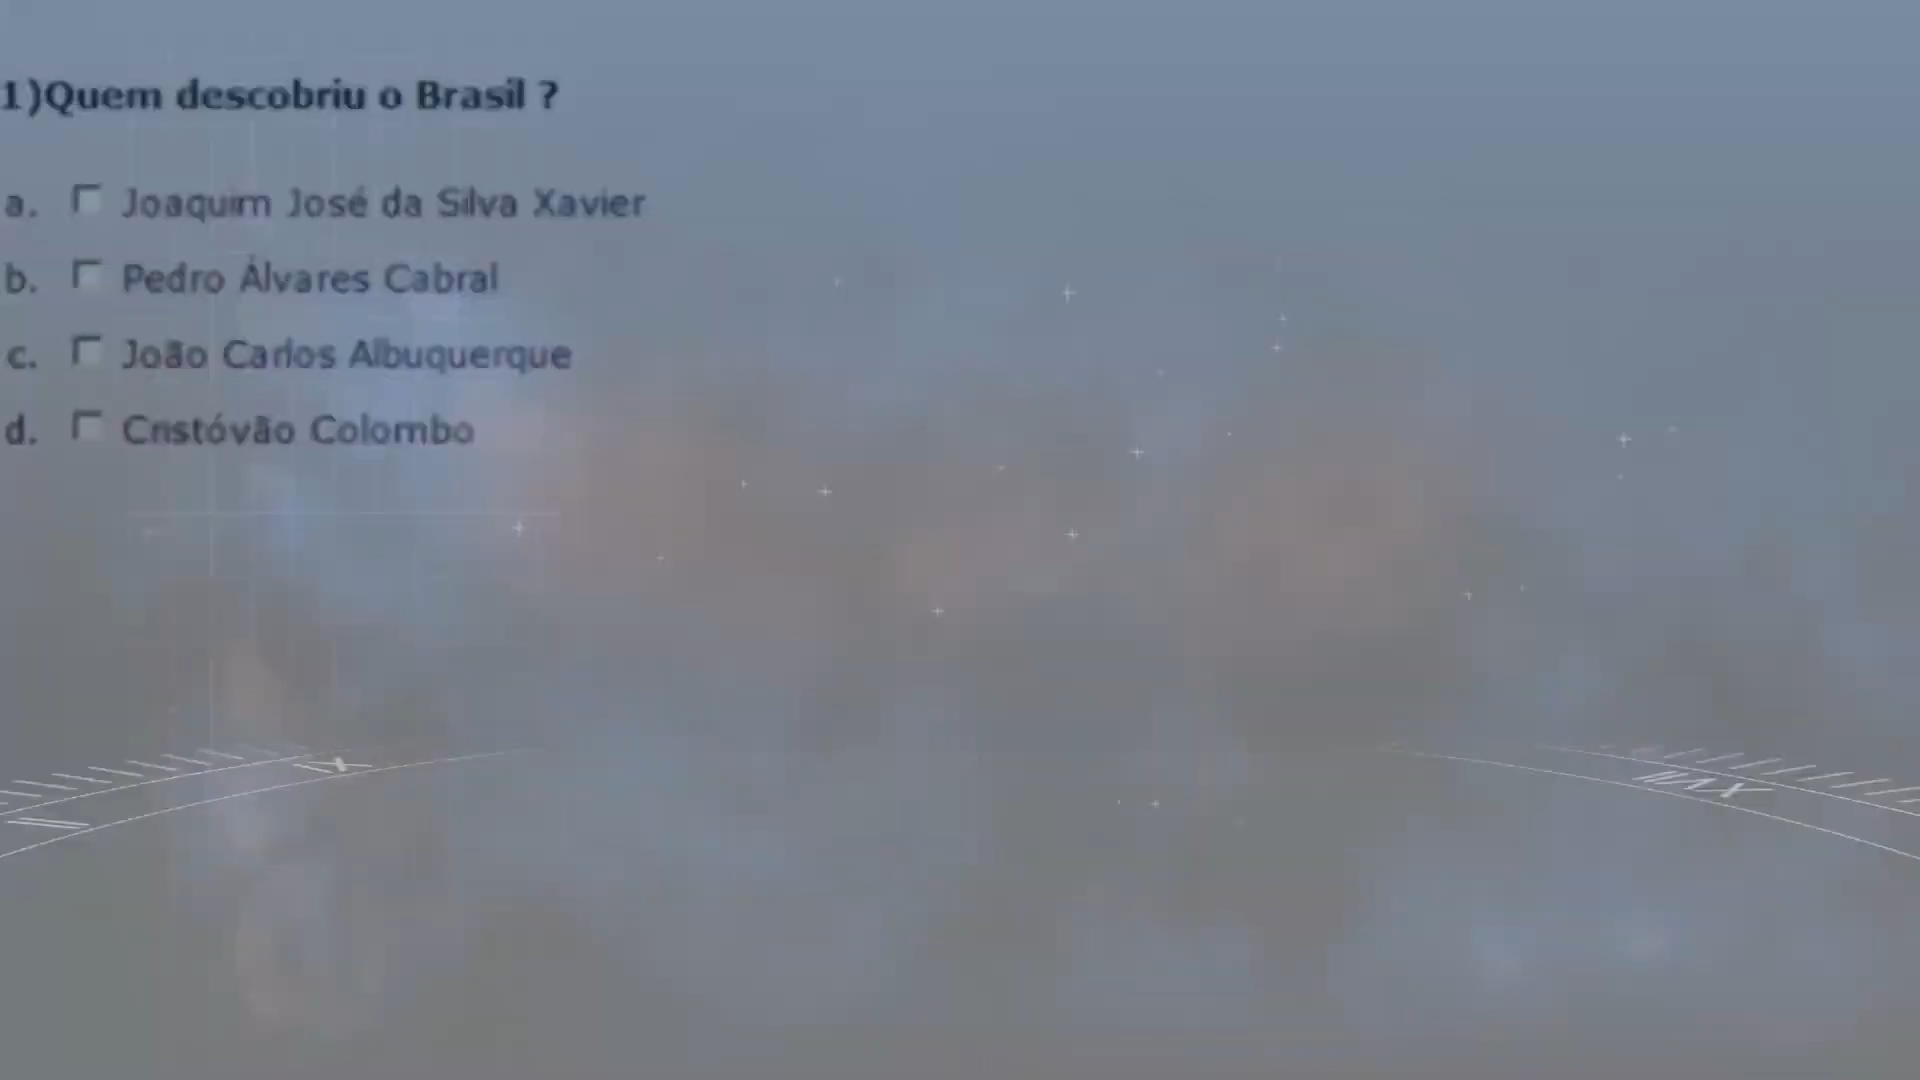 1)Quem descobriu o Brasil ?
a. Joaquim José da Silva Xavier
b. Pedro Álvares Cabral
c. João Carlos Albuquerque
d. Cristóvão Colombo